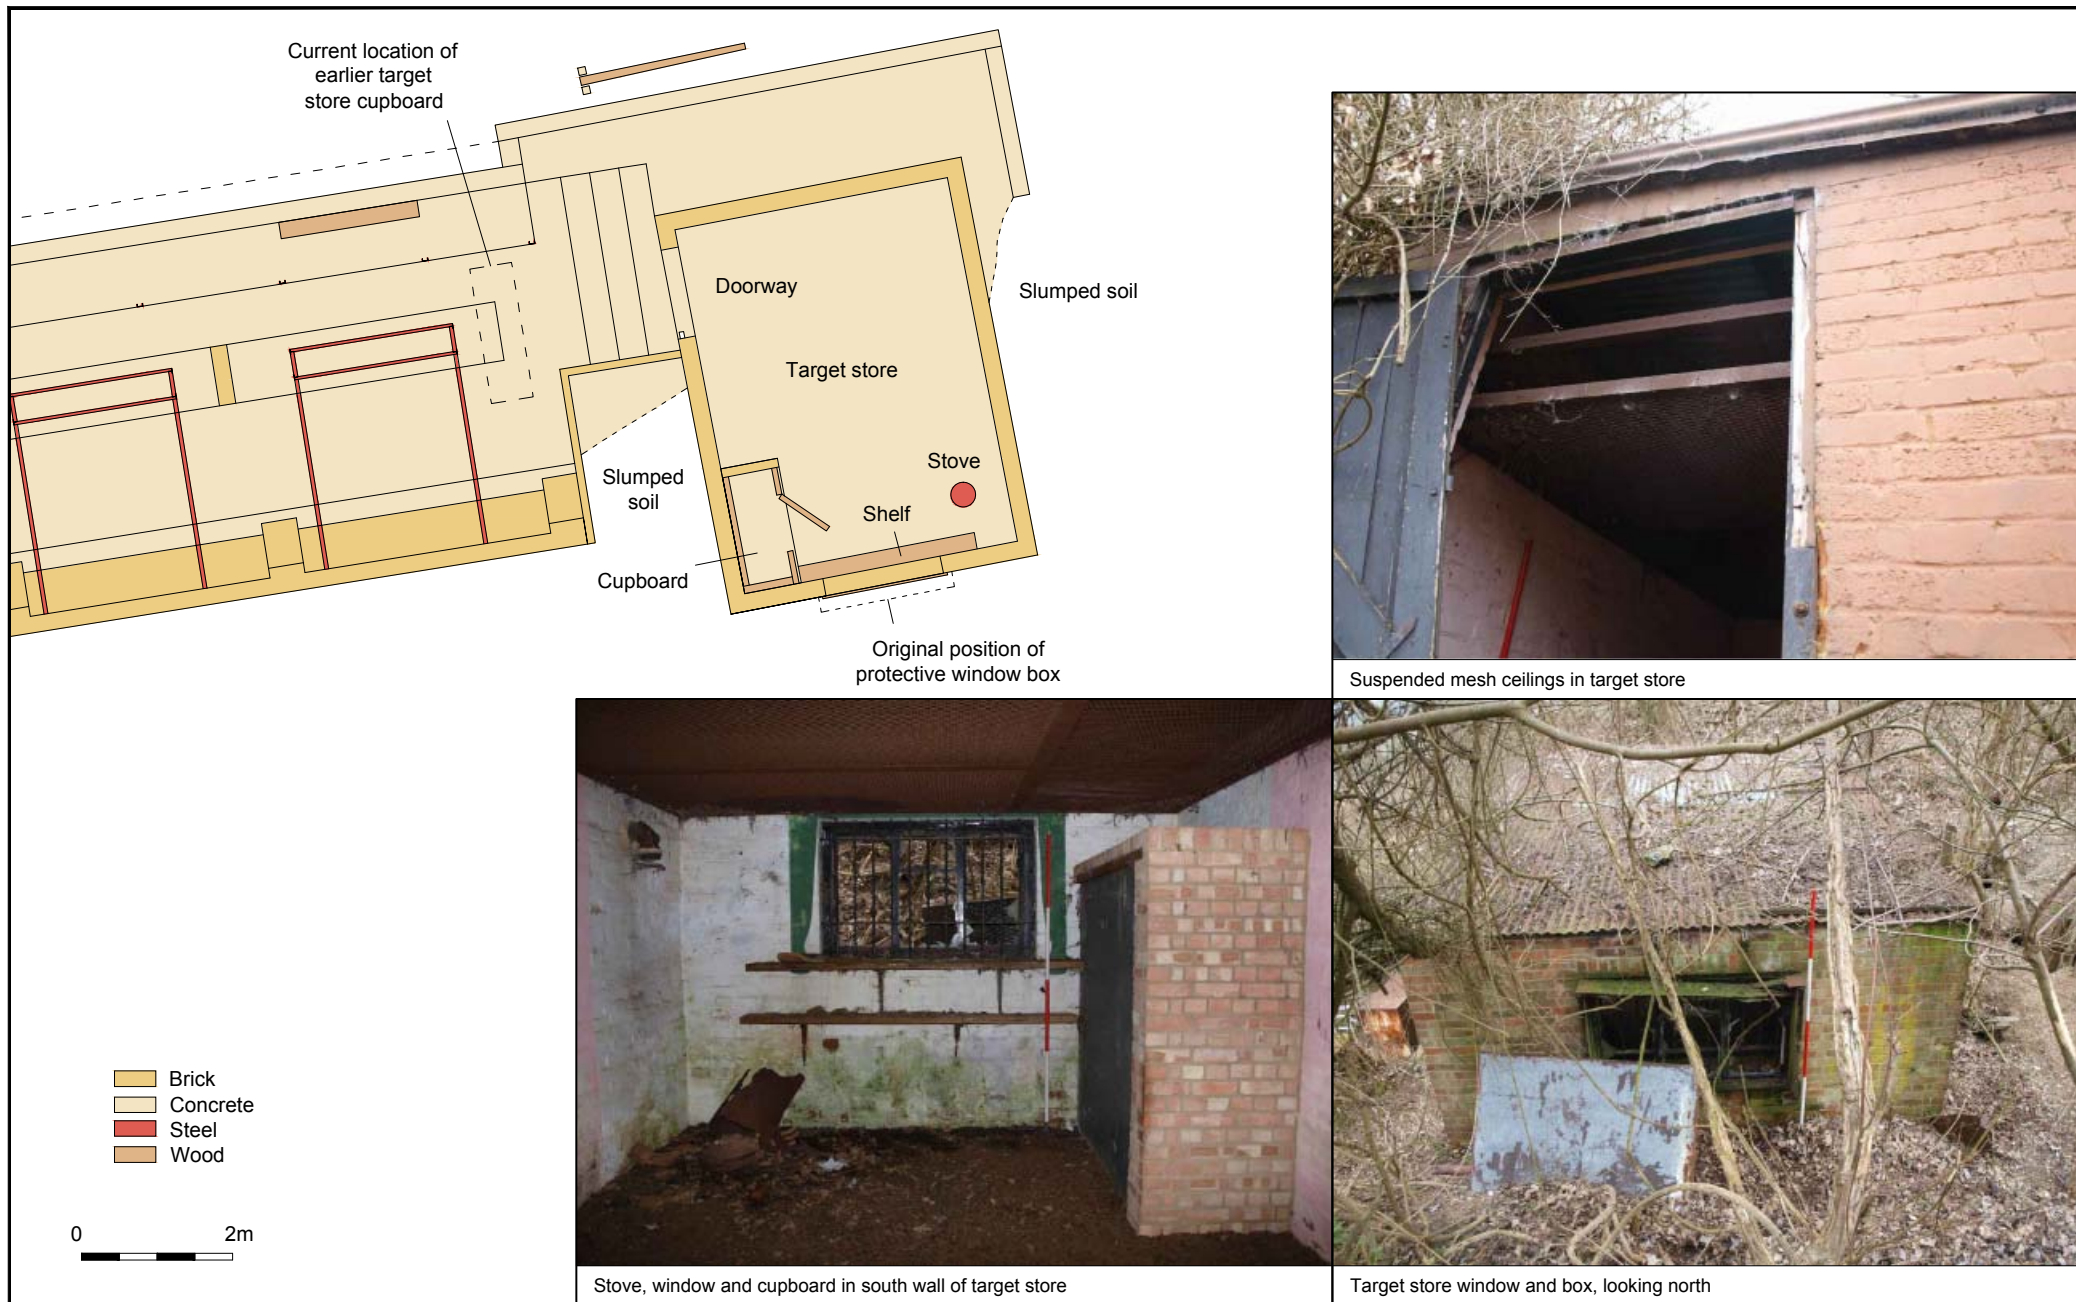 Current location of
earlier target
store cupboard
Doorway
Slumped soil
Target store
Stove
Slumped
soil
Shelf
Cupboard
Original position of
protective window box
Suspended mesh ceilings in target store
Brick
Concrete
Steel
Wood
0 2m
Stove, window and cupboard in south wall of target store
Target store window and box, looking north